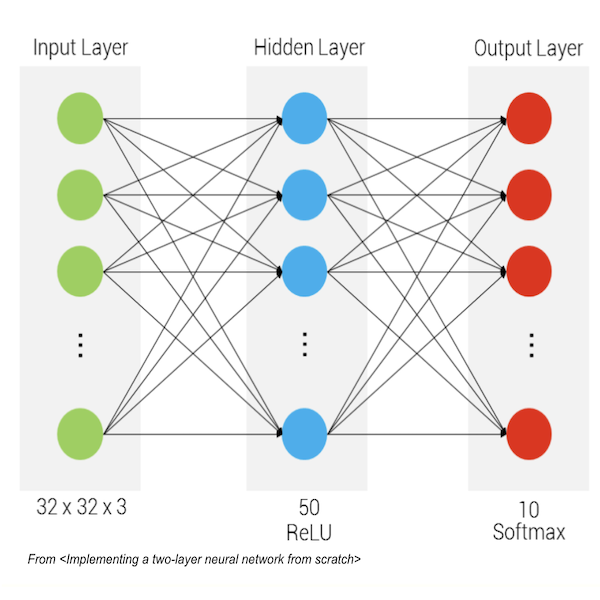 Input Layer
Hidden Layer
Output Layer
32 x 32 x 3
50
ReLU
10
Softmax
From <Implementing a two-layer neural network from scratch>